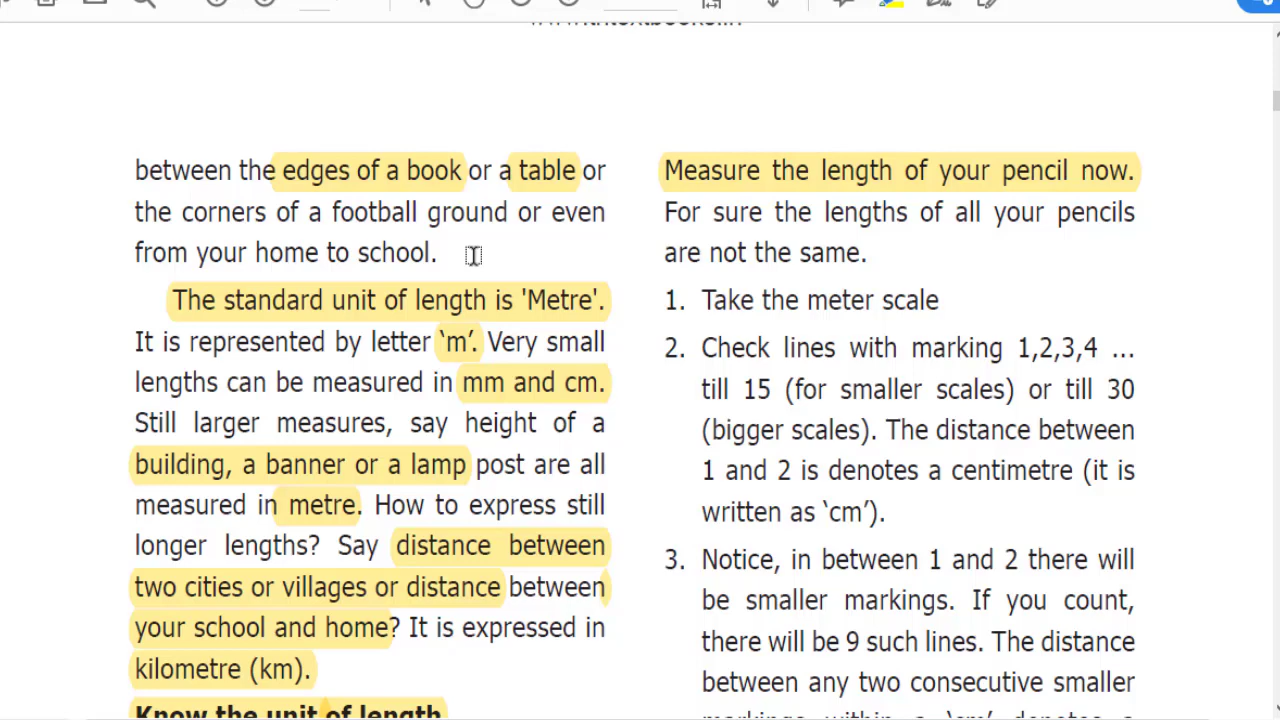 between the edges of a book or a table or
the corners of a football ground or even
from your home to school.
The standard unit of length is 'Metre'.
It is represented by letter ‘m’. Very small
lengths can be measured in mm and cm.
Still larger measures, say height of a
building, a banner or a lamp post are all
measured in metre. How to express still
longer lengths? Say distance between
two cities or villages or distance between
your school and home? It is expressed in
kilometre (km).
Know the unit of length
Measure the length of your pencil now.
For sure the lengths of all your pencils
are not the same.
1. Take the meter scale
2. Check lines with marking 1,2,3,4 ...
till 15 (for smaller scales) or till 30
(bigger scales). The distance between
1 and 2 is denotes a centimetre (it is
written as ‘cm’).
3. Notice, in between 1 and 2 there will
be smaller markings. If you count,
there will be 9 such lines. The distance
between any two consecutive smaller
markings within a ‘cm’ denotes a